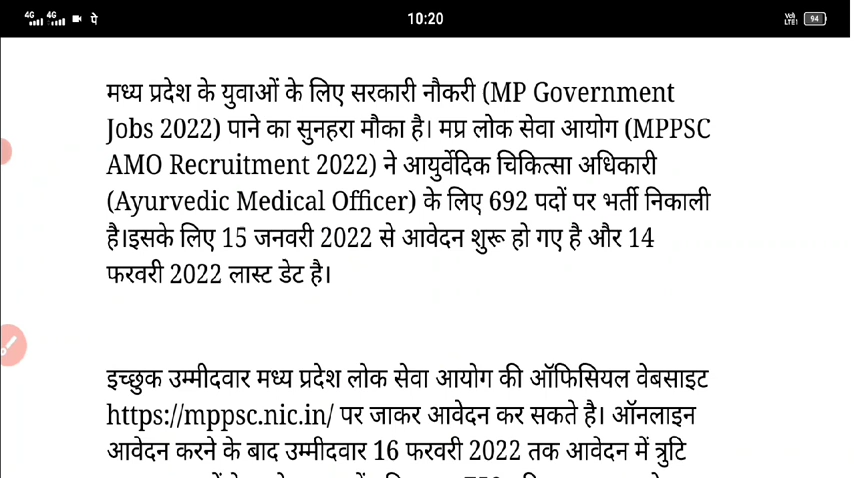 4G 4G पे 10:20 VoLTE1 94
मध्य प्रदेश के युवाओं के लिए सरकारी नौकरी (MP Government
Jobs 2022) पाने का सुनहरा मौका है। मप्र लोक सेवा आयोग (MPPSC
AMO Recruitment 2022) ने आयुर्वेदिक चिकित्सा अधिकारी
(Ayurvedic Medical Officer) के लिए 692 पदों पर भर्ती निकाली
है।इसके लिए 15 जनवरी 2022 से आवेदन शुरू हो गए है और 14
फरवरी 2022 लास्ट डेट है।
इच्छुक उम्मीदवार मध्य प्रदेश लोक सेवा आयोग की ऑफिसियल वेबसाइट
https://mppsc.nic.in/ पर जाकर आवेदन कर सकते है। ऑनलाइन
आवेदन करने के बाद उम्मीदवार 16 फरवरी 2022 तक आवेदन में त्रुटि